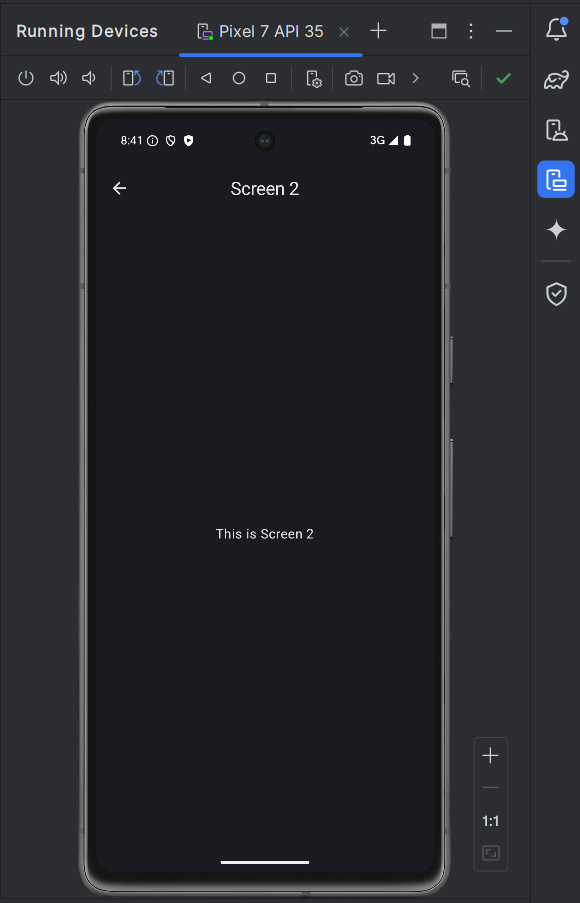 Running Devices
Pixel 7 API 35
8:41
3G
Screen 2
This is Screen 2
1:1